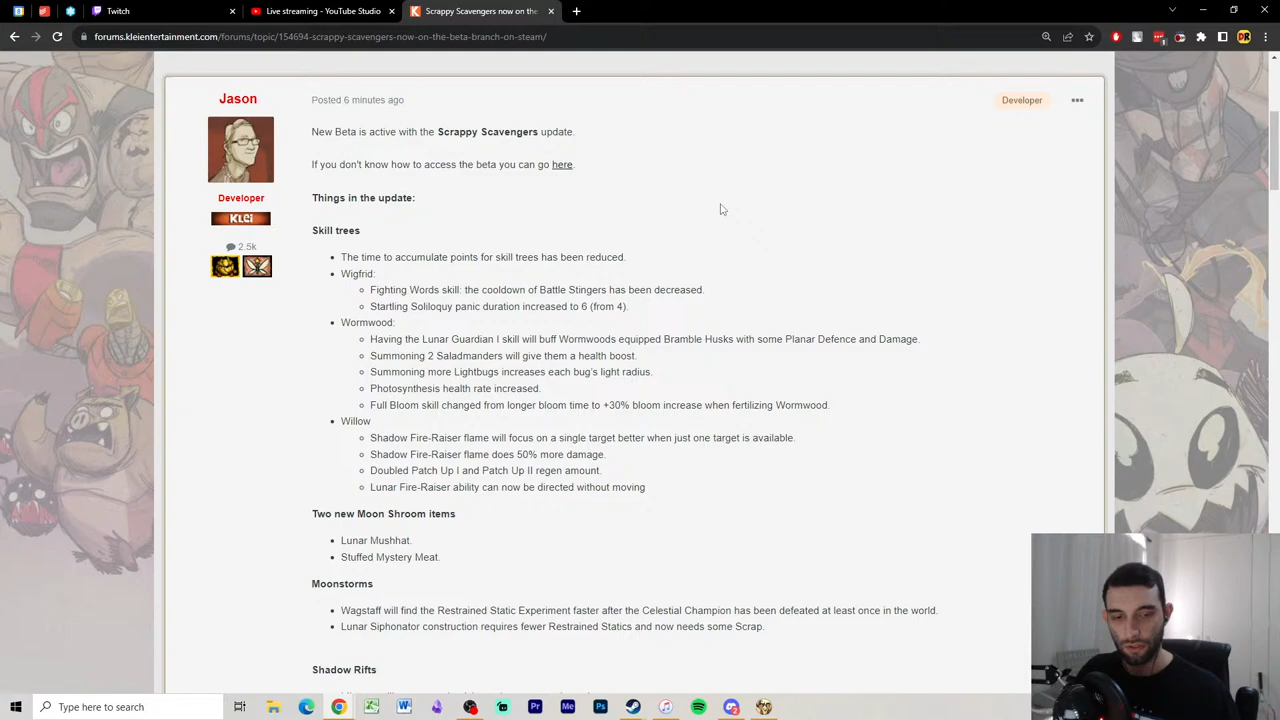 Twitch
Live streaming - YouTube Studio
Scrappy Scavengers now on the
forums.kleientertainment.com/forums/topic/154694-scrappy-scavengers-now-on-the-beta-branch-on-steam/
Jason
Developer
KLEI
2.5k
Posted 6 minutes ago
Developer
New Beta is active with the Scrappy Scavengers update.
If you don't know how to access the beta you can go here.
Things in the update:
Skill trees
The time to accumulate points for skill trees has been reduced.
Wigfrid:
Fighting Words skill: the cooldown of Battle Stingers has been decreased.
Startling Soliloquy panic duration increased to 6 (from 4).
Wormwood:
Having the Lunar Guardian I skill will buff Wormwoods equipped Bramble Husks with some Planar Defence and Damage.
Summoning 2 Saladmanders will give them a health boost.
Summoning more Lightbugs increases each bug's light radius.
Photosynthesis health rate increased.
Full Bloom skill changed from longer bloom time to +30% bloom increase when fertilizing Wormwood.
Willow
Shadow Fire-Raiser flame will focus on a single target better when just one target is available.
Shadow Fire-Raiser flame does 50% more damage.
Doubled Patch Up I and Patch Up II regen amount.
Lunar Fire-Raiser ability can now be directed without moving
Two new Moon Shroom items
Lunar Mushhat.
Stuffed Mystery Meat.
Moonstorms
Wagstaff will find the Restrained Static Experiment faster after the Celestial Champion has been defeated at least once in the world.
Lunar Siphonator construction requires fewer Restrained Statics and now needs some Scrap.
Shadow Rifts
Type here to search